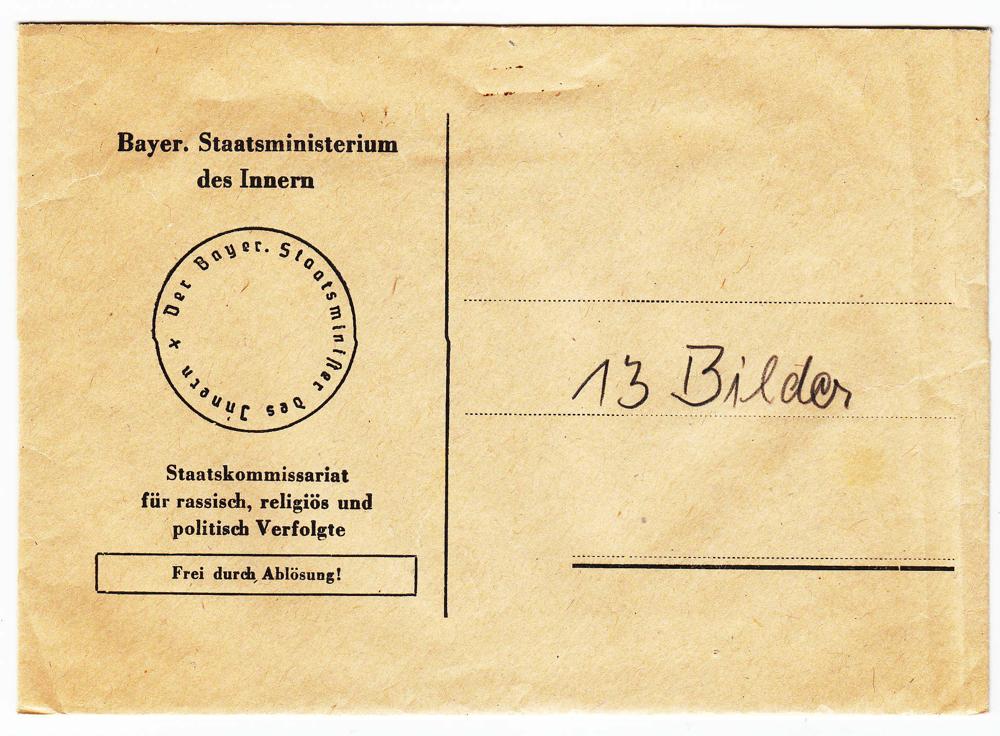 Bayer. Staatsministerium
des Innern
Der Bayer. Staatsminister des Innern ×
Staatskommissariat
für rassisch, religiös und
politisch Verfolgte
Frei durch Ablösung!
13 Bilder